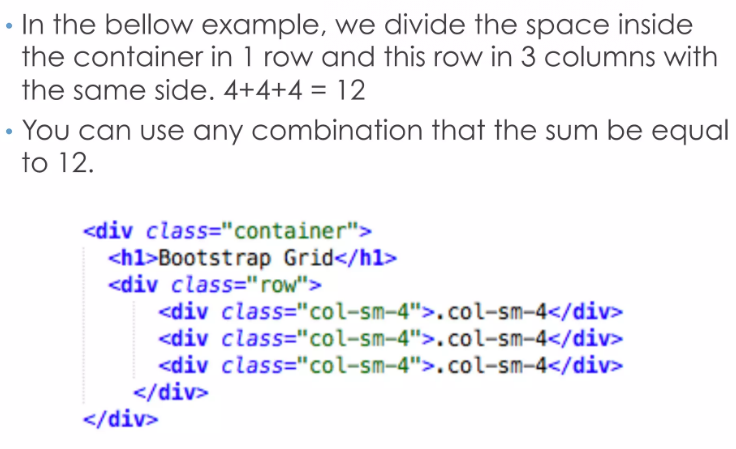 • In the bellow example, we divide the space inside
the container in 1 row and this row in 3 columns with
the same side. 4+4+4 = 12
• You can use any combination that the sum be equal
to 12.
<div class="container">
<h1>Bootstrap Grid</h1>
<div class="row">
<div class="col-sm-4">.col-sm-4</div>
<div class="col-sm-4">.col-sm-4</div>
<div class="col-sm-4">.col-sm-4</div>
</div>
</div>